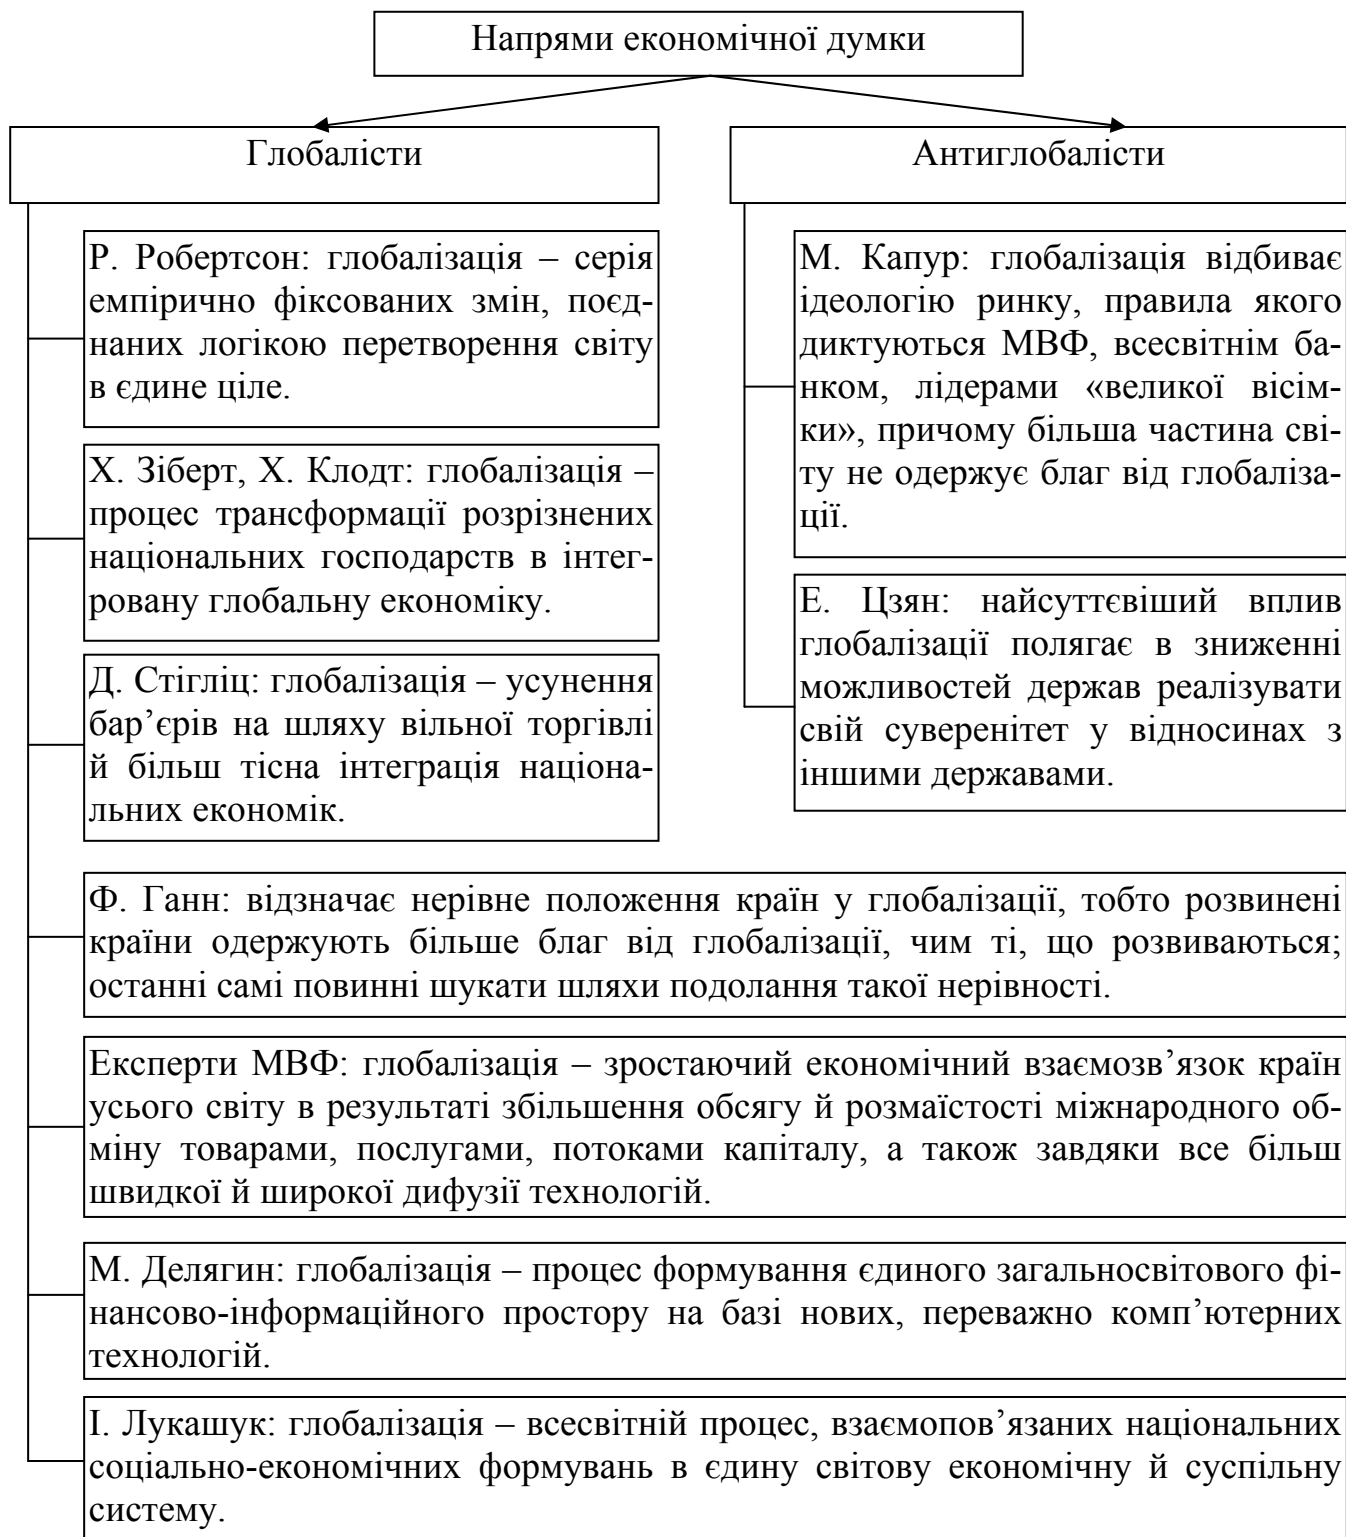 Напрями економічної думки
Глобалісти
Р. Робертсон: глобалізація – серія
емпірично фіксованих змін, поєд-
наних логікою перетворення світу
в єдине ціле.
Х. Зіберт, Х. Клодт: глобалізація –
процес трансформації розрізнених
національних господарств в інтег-
ровану глобальну економіку.
Д. Стігліц: глобалізація – усунення
бар’єрів на шляху вільної торгівлі
й більш тісна інтеграція націона-
льних економік.
Антиглобалісти
М. Капур: глобалізація відбиває
ідеологію ринку, правила якого
диктуються МВФ, всесвітнім ба-
нком, лідерами «великої вісім-
ки», причому більша частина сві-
ту не одержує благ від глобаліза-
ції.
Е. Цзян: найсуттєвіший вплив
глобалізації полягає в зниженні
можливостей держав реалізувати
свій суверенітет у відносинах з
іншими державами.
Ф. Ганн: відзначає нерівне положення країн у глобалізації, тобто розвинені
країни одержують більше благ від глобалізації, чим ті, що розвиваються;
останні самі повинні шукати шляхи подолання такої нерівності.
Експерти МВФ: глобалізація – зростаючий економічний взаємозв’язок країн
усього світу в результаті збільшення обсягу й розмаїстості міжнародного об-
міну товарами, послугами, потоками капіталу, а також завдяки все більш
швидкої й широкої дифузії технологій.
М. Делягин: глобалізація – процес формування єдиного загальносвітового фі-
нансово-інформаційного простору на базі нових, переважно комп’ютерних
технологій.
І. Лукашук: глобалізація – всесвітній процес, взаємопов’язаних національних
соціально-економічних формувань в єдину світову економічну й суспільну
систему.